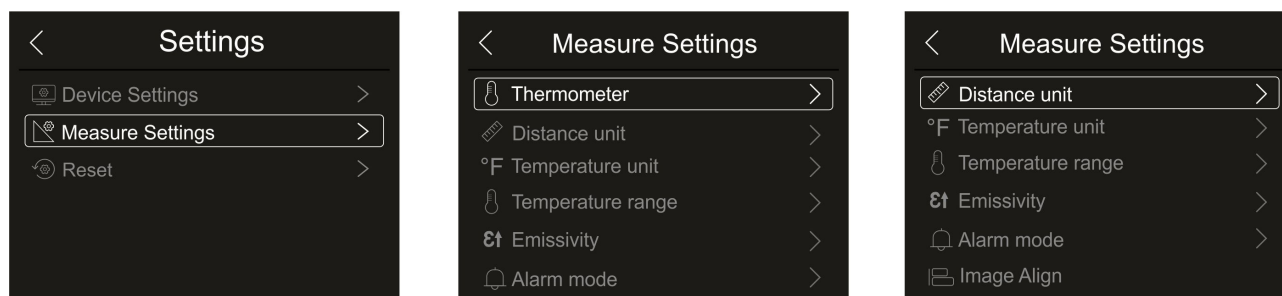 Settings
Device Settings
Measure Settings
Reset
Measure Settings
Thermometer
Distance unit
°F Temperature unit
Temperature range
Ɛ↑ Emissivity
Alarm mode
Measure Settings
Distance unit
°F Temperature unit
Temperature range
Ɛ↑ Emissivity
Alarm mode
Image Align